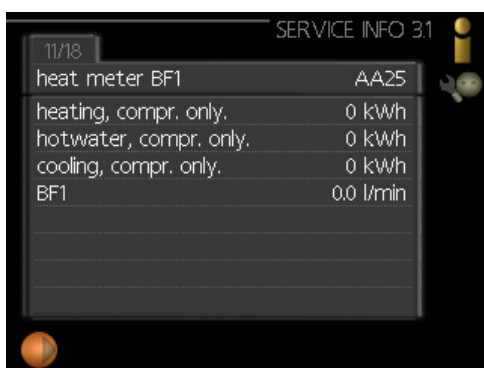 SERVICE INFO 3.1
11/18
heat meter BF1 AA25
heating, compr. only. 0 kWh
hotwater, compr. only. 0 kWh
cooling, compr. only. 0 kWh
BF1 0.0 l/min